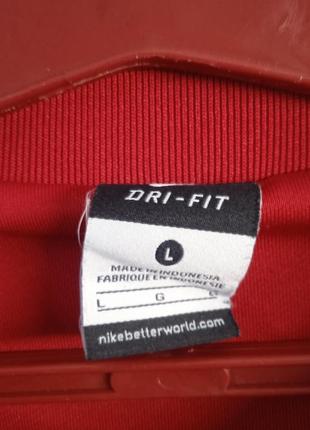 DRI-FIT
L
MADE IN INDONESIA
FABRIQUE EN INDONESIE
L G G
nikebetterworld.com